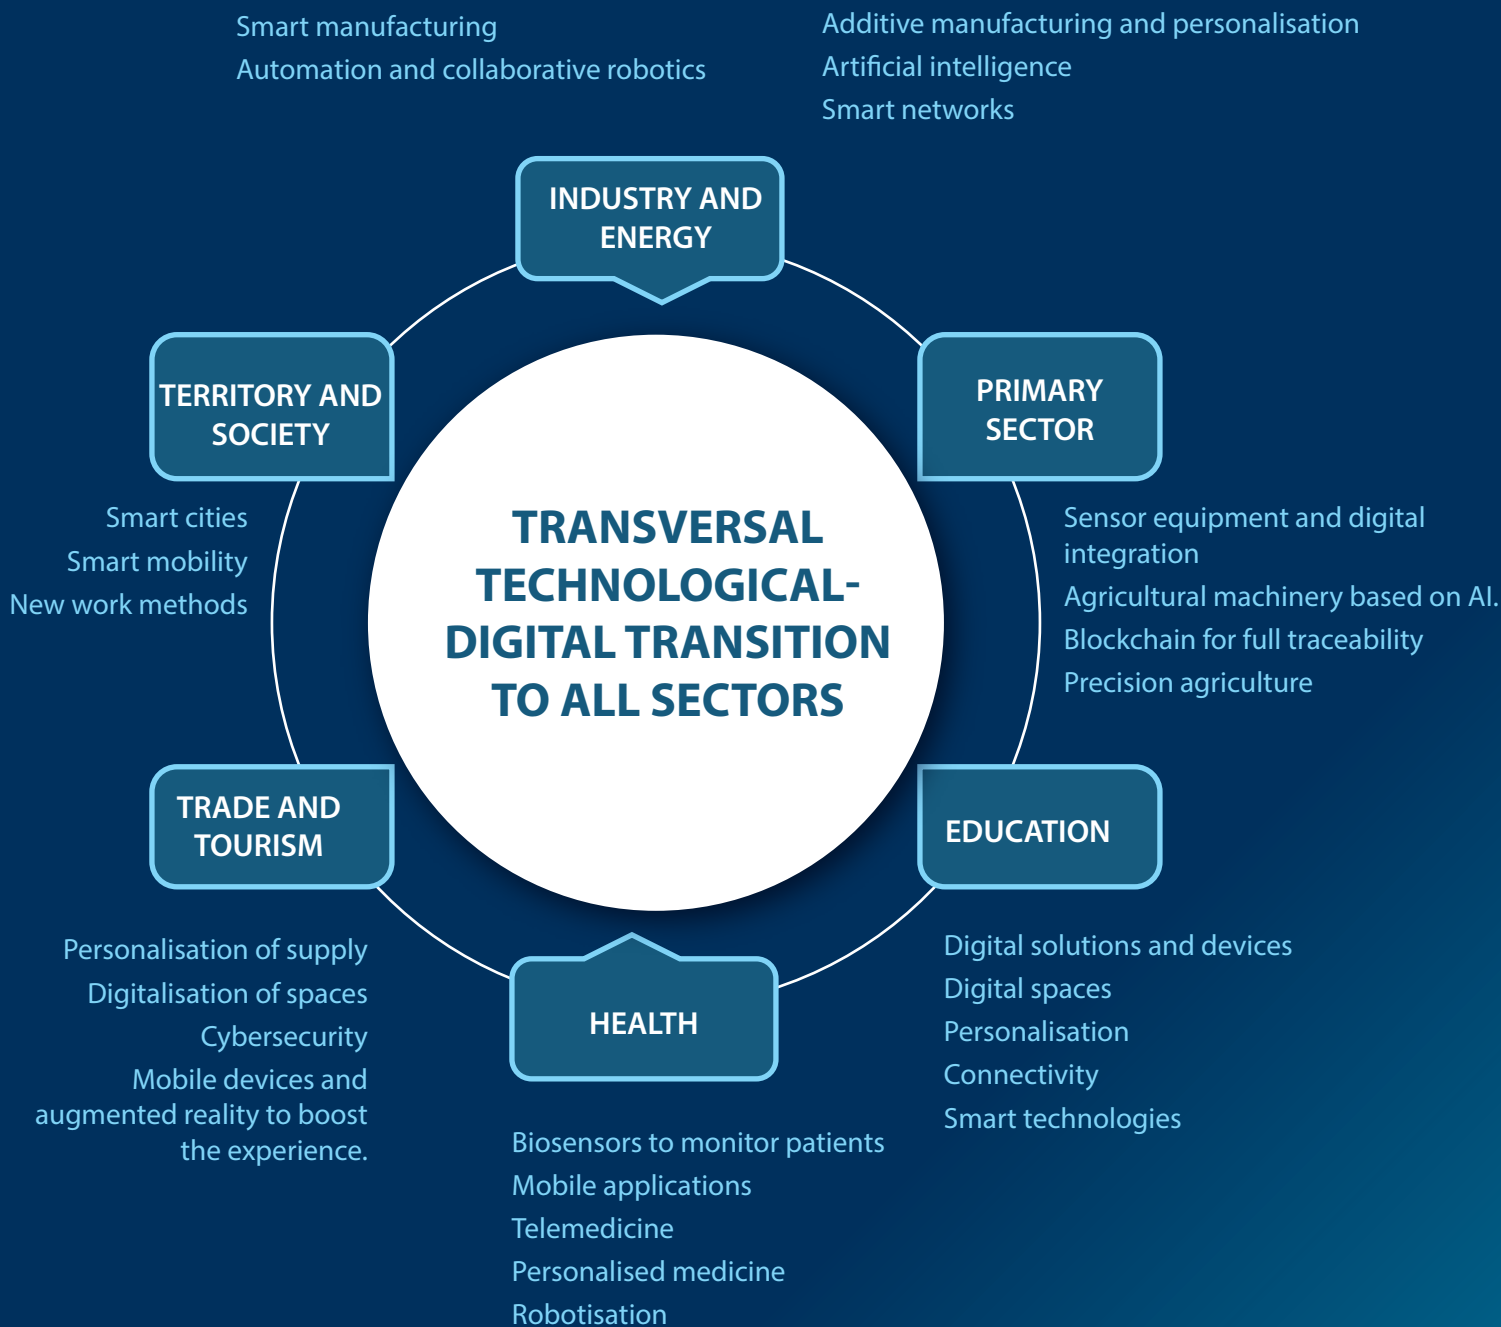 Smart manufacturing
Automation and collaborative robotics
Additive manufacturing and personalisation
Artificial intelligence
Smart networks
INDUSTRY AND
ENERGY
TERRITORY AND
SOCIETY
Smart cities
Smart mobility
New work methods
PRIMARY
SECTOR
Sensor equipment and digital
integration
Agricultural machinery based on AI.
Blockchain for full traceability
Precision agriculture
TRANSVERSAL
TECHNOLOGICAL-
DIGITAL TRANSITION
TO ALL SECTORS
TRADE AND
TOURISM
Personalisation of supply
Digitalisation of spaces
Cybersecurity
Mobile devices and
augmented reality to boost
the experience.
EDUCATION
Digital solutions and devices
Digital spaces
Personalisation
Connectivity
Smart technologies
HEALTH
Biosensors to monitor patients
Mobile applications
Telemedicine
Personalised medicine
Robotisation